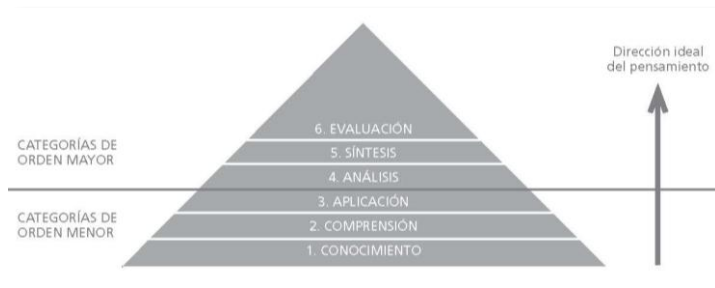 Dirección ideal
del pensamiento
6. EVALUACIÓN
CATEGORÍAS DE
ORDEN MAYOR
5. SÍNTESIS
4. ANÁLISIS
3. APLICACIÓN
CATEGORÍAS DE
ORDEN MENOR
2. COMPRENSIÓN
1. CONOCIMIENTO